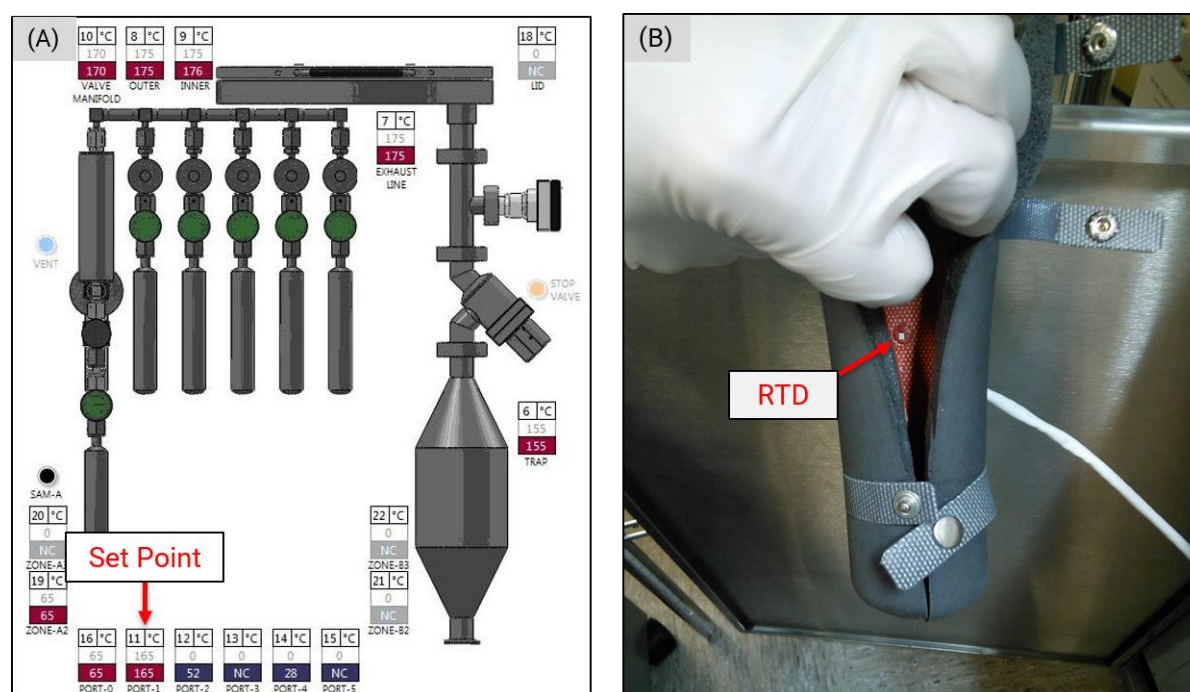 (A)
10 °C
170
170
VALVE
MANIFOLD
8 °C
175
175
OUTER
9 °C
175
176
INNER
18 °C
0
NC
LID
7 °C
175
175
EXHAUST
LINE
VENT
STOP
VALVE
6 °C
155
155
TRAP
SAM-A
20 °C
0
NC
22 °C
0
NC
ZONE-B3
Set Point
19 °C
65
65
ZONE-A2
21 °C
0
NC
ZONE-B2
16 °C
65
65
PORT-0
11 °C
165
165
PORT-1
12 °C
0
52
PORT-2
13 °C
0
NC
PORT-3
14 °C
0
28
PORT-4
15 °C
0
NC
PORT-5
(B)
RTD